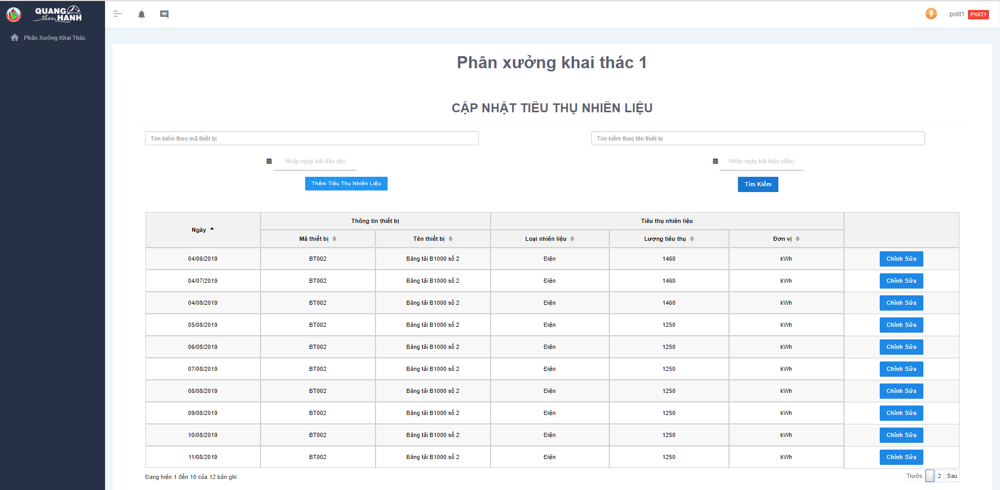 QUANG
than HANH
pxkt1 PXKT1
Phân Xưởng Khai Thác
Phân xưởng khai thác 1
CẬP NHẬT TIÊU THỤ NHIÊN LIỆU
Tìm kiếm theo mã thiết bị
Tìm kiếm theo tên thiết bị
Nhập ngày bắt đầu (từ)
Nhập ngày kết thúc (đến)
Thêm Tiêu Thụ Nhiên Liệu
Tìm Kiếm
Ngày Thông tin thiết bị Tiêu thụ nhiên liệu
Mã thiết bị Tên thiết bị Loại nhiên liệu Lượng tiêu thụ Đơn vị
04/06/2019 BT002 Băng tải B1000 số 2 Điện 1460 kWh Chỉnh Sửa
04/07/2019 BT002 Băng tải B1000 số 2 Điện 1460 kWh Chỉnh Sửa
04/08/2019 BT002 Băng tải B1000 số 2 Điện 1460 kWh Chỉnh Sửa
05/08/2019 BT002 Băng tải B1000 số 2 Điện 1250 kWh Chỉnh Sửa
06/08/2019 BT002 Băng tải B1000 số 2 Điện 1250 kWh Chỉnh Sửa
07/08/2019 BT002 Băng tải B1000 số 2 Điện 1250 kWh Chỉnh Sửa
08/08/2019 BT002 Băng tải B1000 số 2 Điện 1250 kWh Chỉnh Sửa
09/08/2019 BT002 Băng tải B1000 số 2 Điện 1250 kWh Chỉnh Sửa
10/08/2019 BT002 Băng tải B1000 số 2 Điện 1250 kWh Chỉnh Sửa
11/08/2019 BT002 Băng tải B1000 số 2 Điện 1250 kWh Chỉnh Sửa
Đang hiện 1 đến 10 của 12 bản ghi
Trước 1 2 Sau